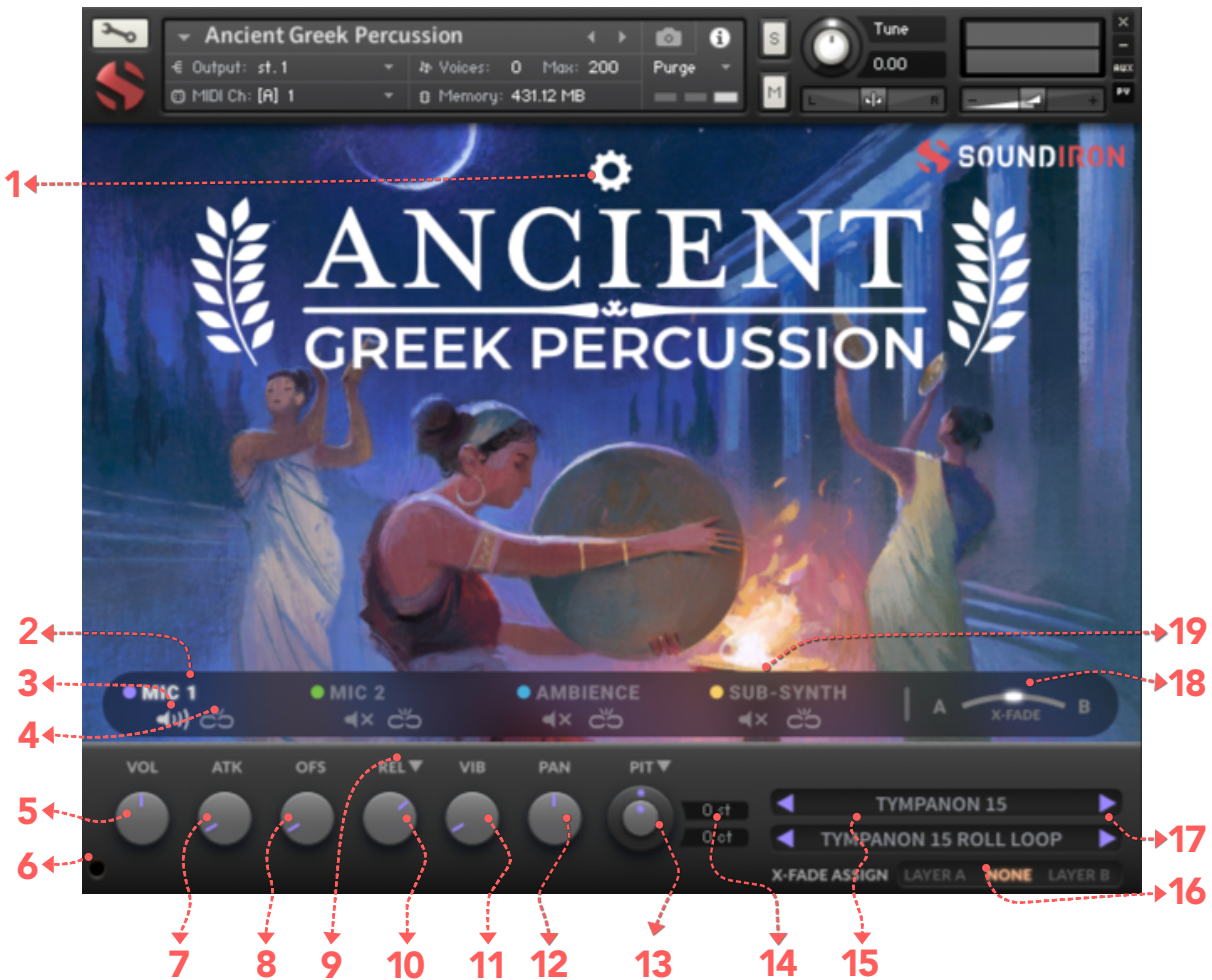 Ancient Greek Percussion
S
Tune
Output: st.1
Voices: 0 Max: 200
Purge
0.00
AUX
MIDI Ch: [A] 1
Memory: 431.12 MB
M
L
R
PV
SOUNDIRON
1
ANCIENT
GREEK PERCUSSION
2
19
3
MIC 1
MIC 2
AMBIENCE
SUB-SYNTH
18
A
X-FADE
B
4
VOL
ATK
OFS
REL
VIB
PAN
PIT
5
0 st
TYMPANON 15
0 ct
TYMPANON 15 ROLL LOOP
17
6
X-FADE ASSIGN
LAYER A
NONE
LAYER B
16
7
8
9
10
11
12
13
14
15